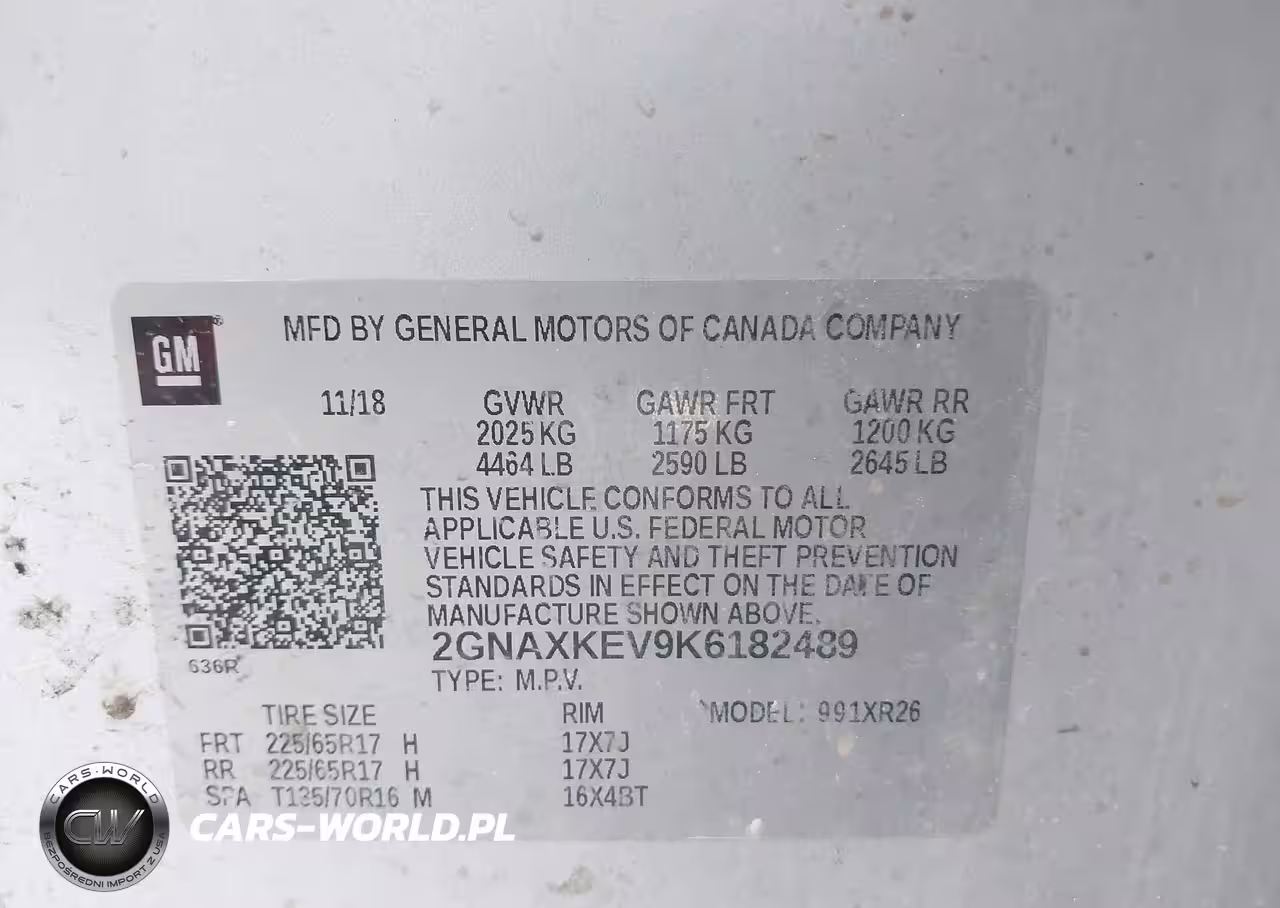 GM
MFD BY GENERAL MOTORS OF CANADA COMPANY
11/18 GVWR GAWR FRT GAWR RR
2025 KG 1175 KG 1200 KG
4464 LB 2590 LB 2645 LB
THIS VEHICLE CONFORMS TO ALL
APPLICABLE U.S. FEDERAL MOTOR
VEHICLE SAFETY AND THEFT PREVENTION
STANDARDS IN EFFECT ON THE DATE OF
MANUFACTURE SHOWN ABOVE.
2GNAXKEV9K6182489
636R
TYPE: M.P.V.
TIRE SIZE RIM MODEL: 991XR26
FRT 225/65R17 H 17X7J
RR 225/65R17 H 17X7J
SPA T135/70R16 M 16X4BT
CARS-WORLD
CW
BEZPOŚREDNI IMPORT Z USA
CARS-WORLD.PL